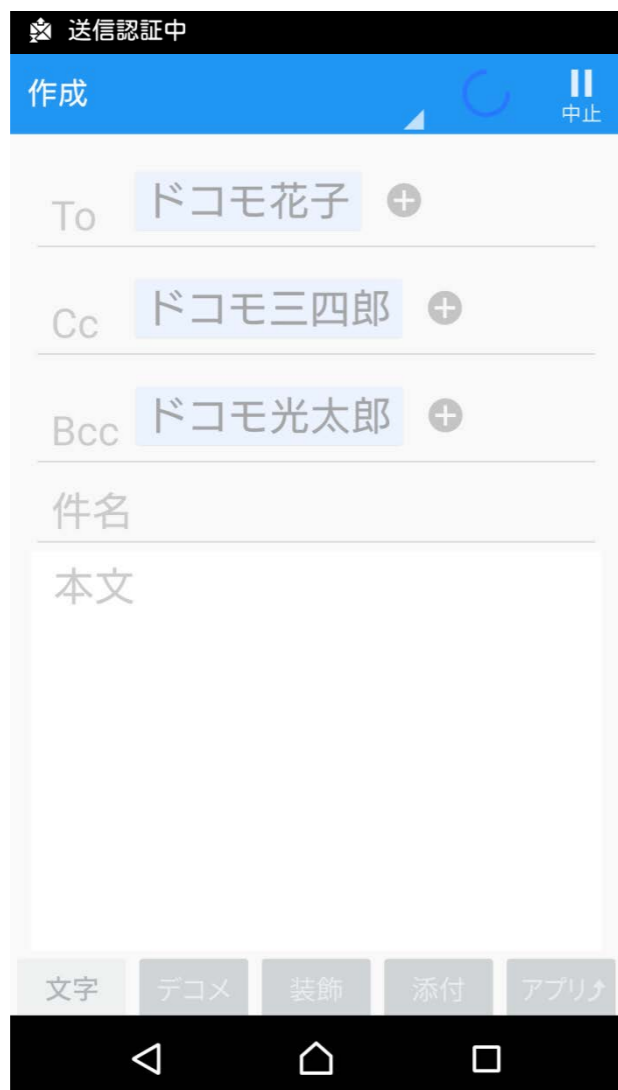 送信認証中
作成
中止
To ドコモ花子
Cc ドコモ三四郎
Bcc ドコモ光太郎
件名
本文
文字 デコメ 装飾 添付 アプリ